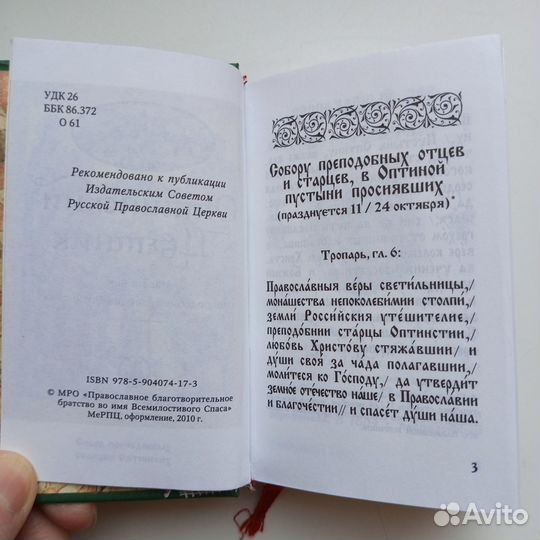 УДК 26
ББК 86.372
О 61
Рекомендовано к публикации
Издательским Советом
Русской Православной Церкви
ISBN 978-5-904074-17-3
© МРО «Православное благотворительное
братство во имя Всемилостивого Спаса»
МеРПЦ, оформление, 2010 г.
Собору преподобных отцев
и старцев, в Оптиной
пустыни просиявших
(празднуется 11 / 24 октября)
Тропарь, гл. 6:
Правосла́вныя ве́ры свети́льницы,/
мона́шества непоколеби́мии столпи́,/
земли́ Росси́йския уте́шителие,/
преподо́бнии ста́рцы О́птинстии,/
любо́вь Христо́ву стяжа́вшии/ и
ду́ши своя́ за ча́да полага́вшии,/
моли́теся ко Го́споду,/ да утверди́т
земно́е оте́чество на́ше/ в Правосла́вии
и благоче́стии/ и спасе́т ду́ши на́ша.
3
Avito